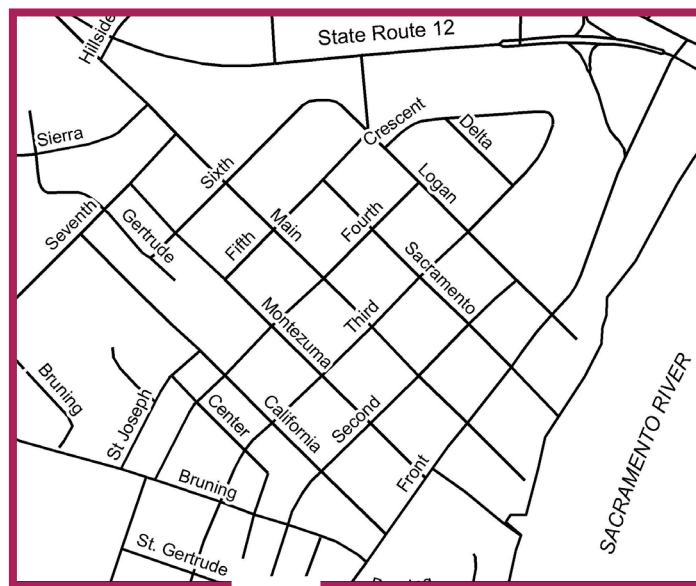 Hillside
State Route 12
Sierra
Crescent
Delta
Sixth
Logan
Seventh
Gertrude
Fifth
Main
Fourth
Sacramento
Montezuma
Third
Bruning
St Joseph
Center
California
Second
Front
Bruning
St. Gertrude
SACRAMENTO RIVER